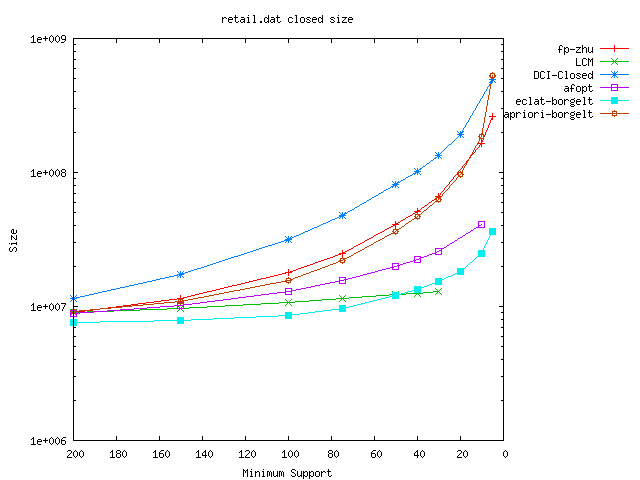 retail.dat closed size
1e+009
1e+008
1e+007
1e+006
Size
200 180 160 140 120 100 80 60 40 20 0
Minimum Support
fp-zhu
LCM
DCI-Closed
afopt
eclat-borgelt
apriori-borgelt